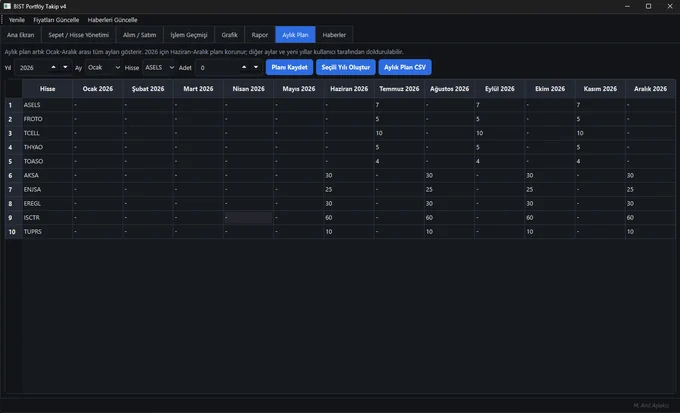 BIST Portföy Takip v4
Yenile Fiyatları Güncelle Haberleri Güncelle
Ana Ekran Sepet / Hisse Yönetimi Alım / Satım İşlem Geçmişi Grafik Rapor Aylık Plan Haberler
Aylık plan artık Ocak-Aralık arası tüm ayları gösterir. 2026 için Haziran-Aralık planı korunur; diğer aylar ve yeni yıllar kullanıcı tarafından doldurulabilir.
Yıl 2026 Ay Ocak Hisse ASELS Adet 0 Planı Kaydet Seçili Yılı Oluştur Aylık Plan CSV
Hisse Ocak 2026 Şubat 2026 Mart 2026 Nisan 2026 Mayıs 2026 Haziran 2026 Temmuz 2026 Ağustos 2026 Eylül 2026 Ekim 2026 Kasım 2026 Aralık 2026
1 ASELS - - - - - - 7 - 7 - 7 -
2 FROTO - - - - - - 5 - 5 - 5 -
3 TCELL - - - - - - 10 - 10 - 10 -
4 THYAO - - - - - - 5 - 5 - 5 -
5 TOASO - - - - - - 4 - 4 - 4 -
6 AKSA - - - - - 30 - 30 - 30 - 30
7 ENJSA - - - - - 25 - 25 - 25 - 25
8 EREGL - - - - - 30 - 30 - 30 - 30
9 ISCTR - - - - - 60 - 60 - 60 - 60
10 TUPRS - - - - - 10 - 10 - 10 - 10
M. Anıl